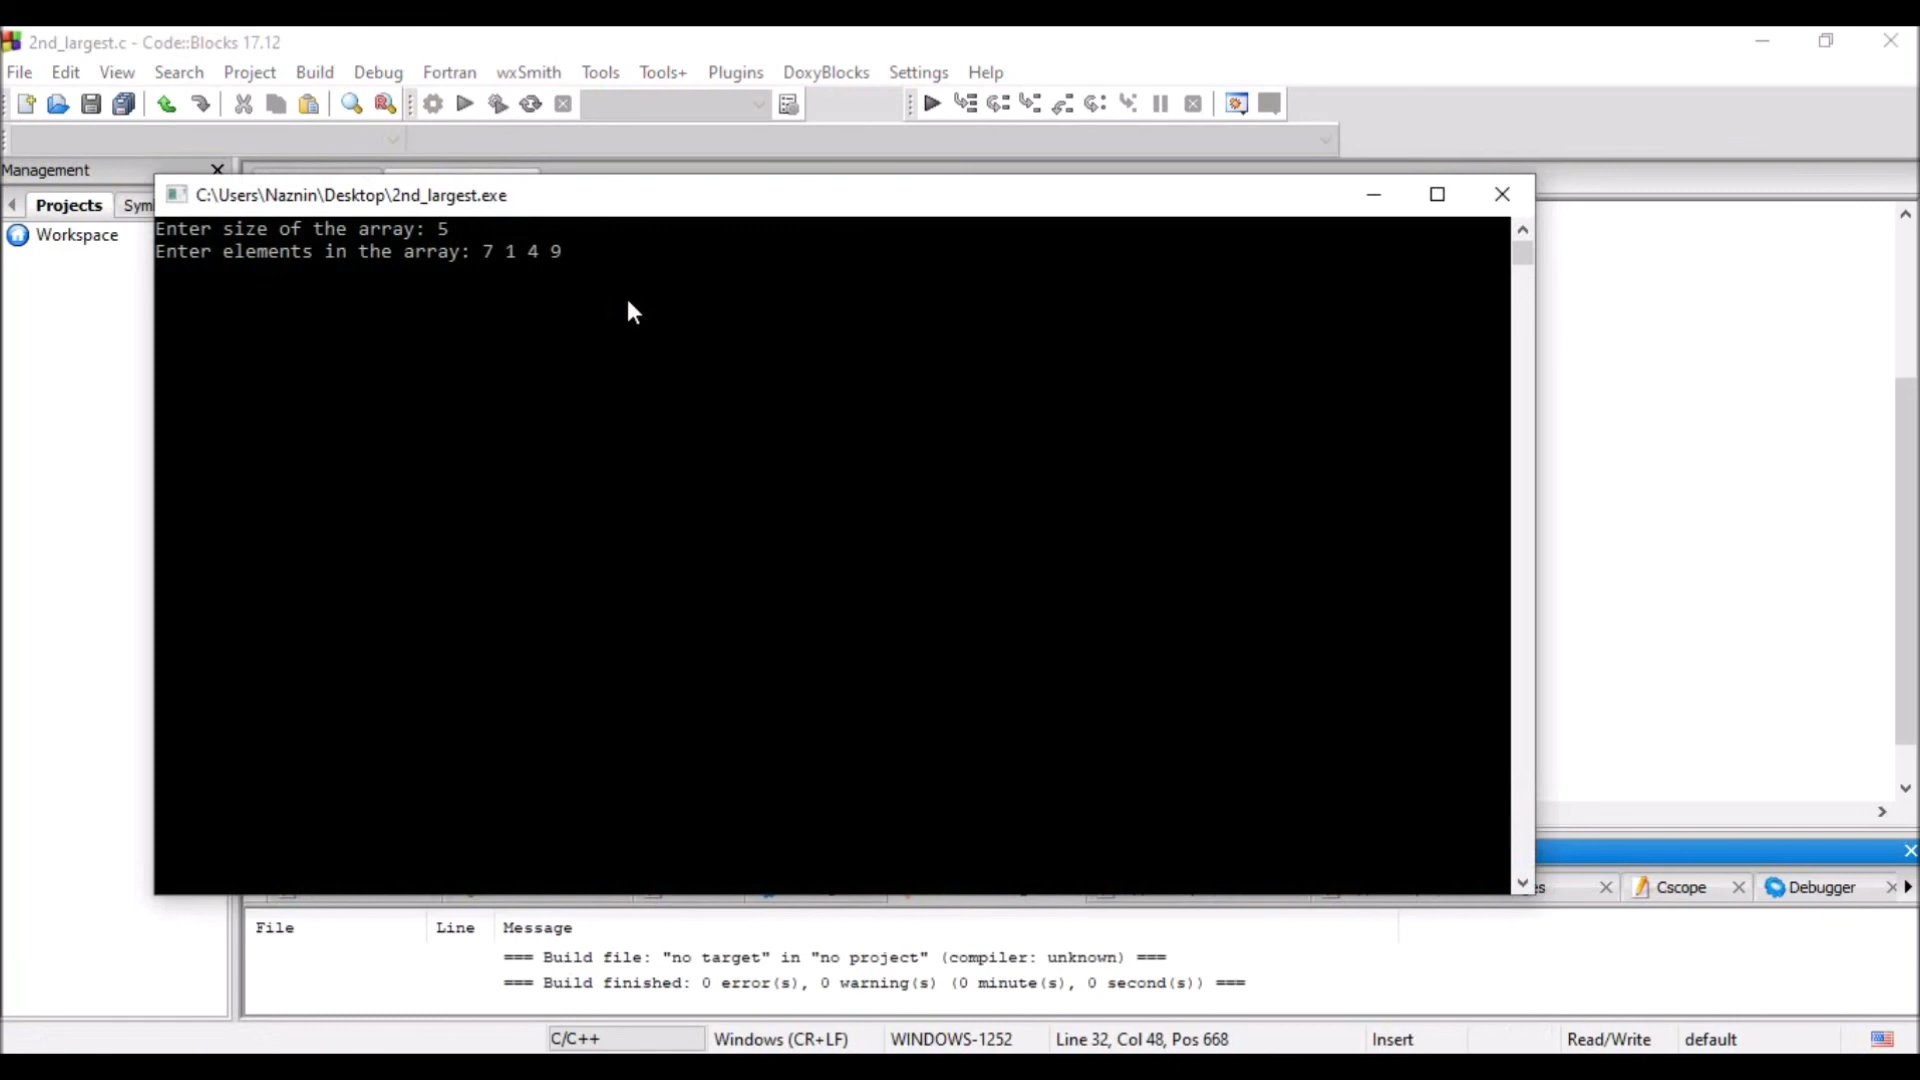 2nd_largest.c - Code::Blocks 17.12
File Edit View Search Project Build Debug Fortran wxSmith Tools Tools+ Plugins DoxyBlocks Settings Help
Management
Projects
Workspace
C:\Users\Naznin\Desktop\2nd_largest.exe
Enter size of the array: 5
Enter elements in the array: 7 1 4 9
Cscope Debugger
File Line Message
=== Build file: "no target" in "no project" (compiler: unknown) ===
=== Build finished: 0 error(s), 0 warning(s) (0 minute(s), 0 second(s)) ===
C/C++ Windows (CR+LF) WINDOWS-1252 Line 32, Col 48, Pos 668 Insert Read/Write default